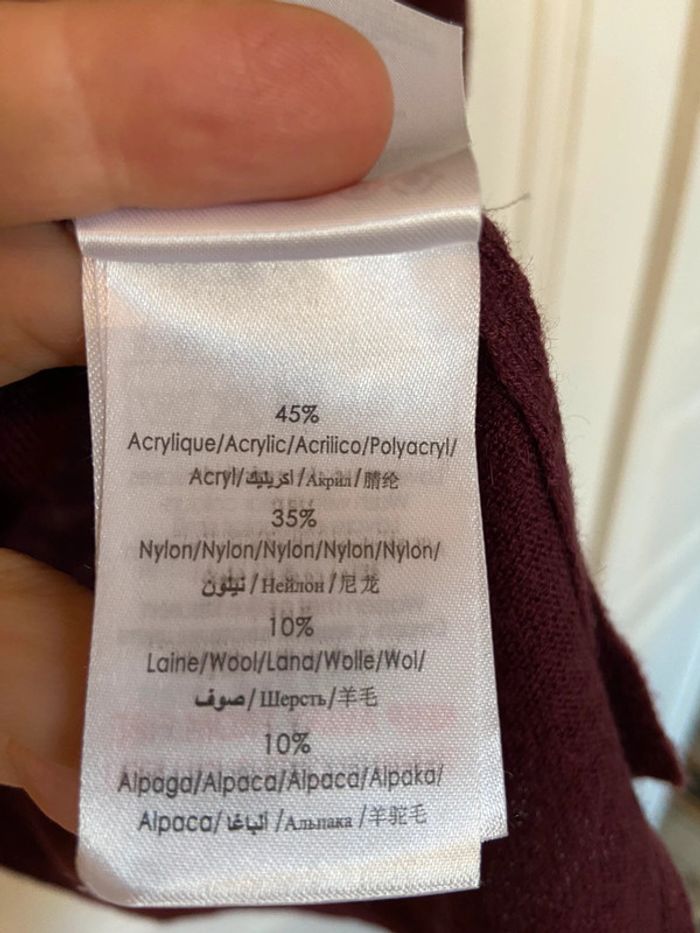 45%
Acrylique/Acrylic/Acrilico/Polyacryl/
Acryl/اكريليك/Акрил/腈纶
35%
Nylon/Nylon/Nylon/Nylon/Nylon/
نيلون/Нейлон/尼龙
10%
Laine/Wool/Lana/Wolle/Wol/
صوف/Шерсть/羊毛
10%
Alpaga/Alpaca/Alpaca/Alpaka/
Alpaca/ألباغا/Альпака/羊驼毛